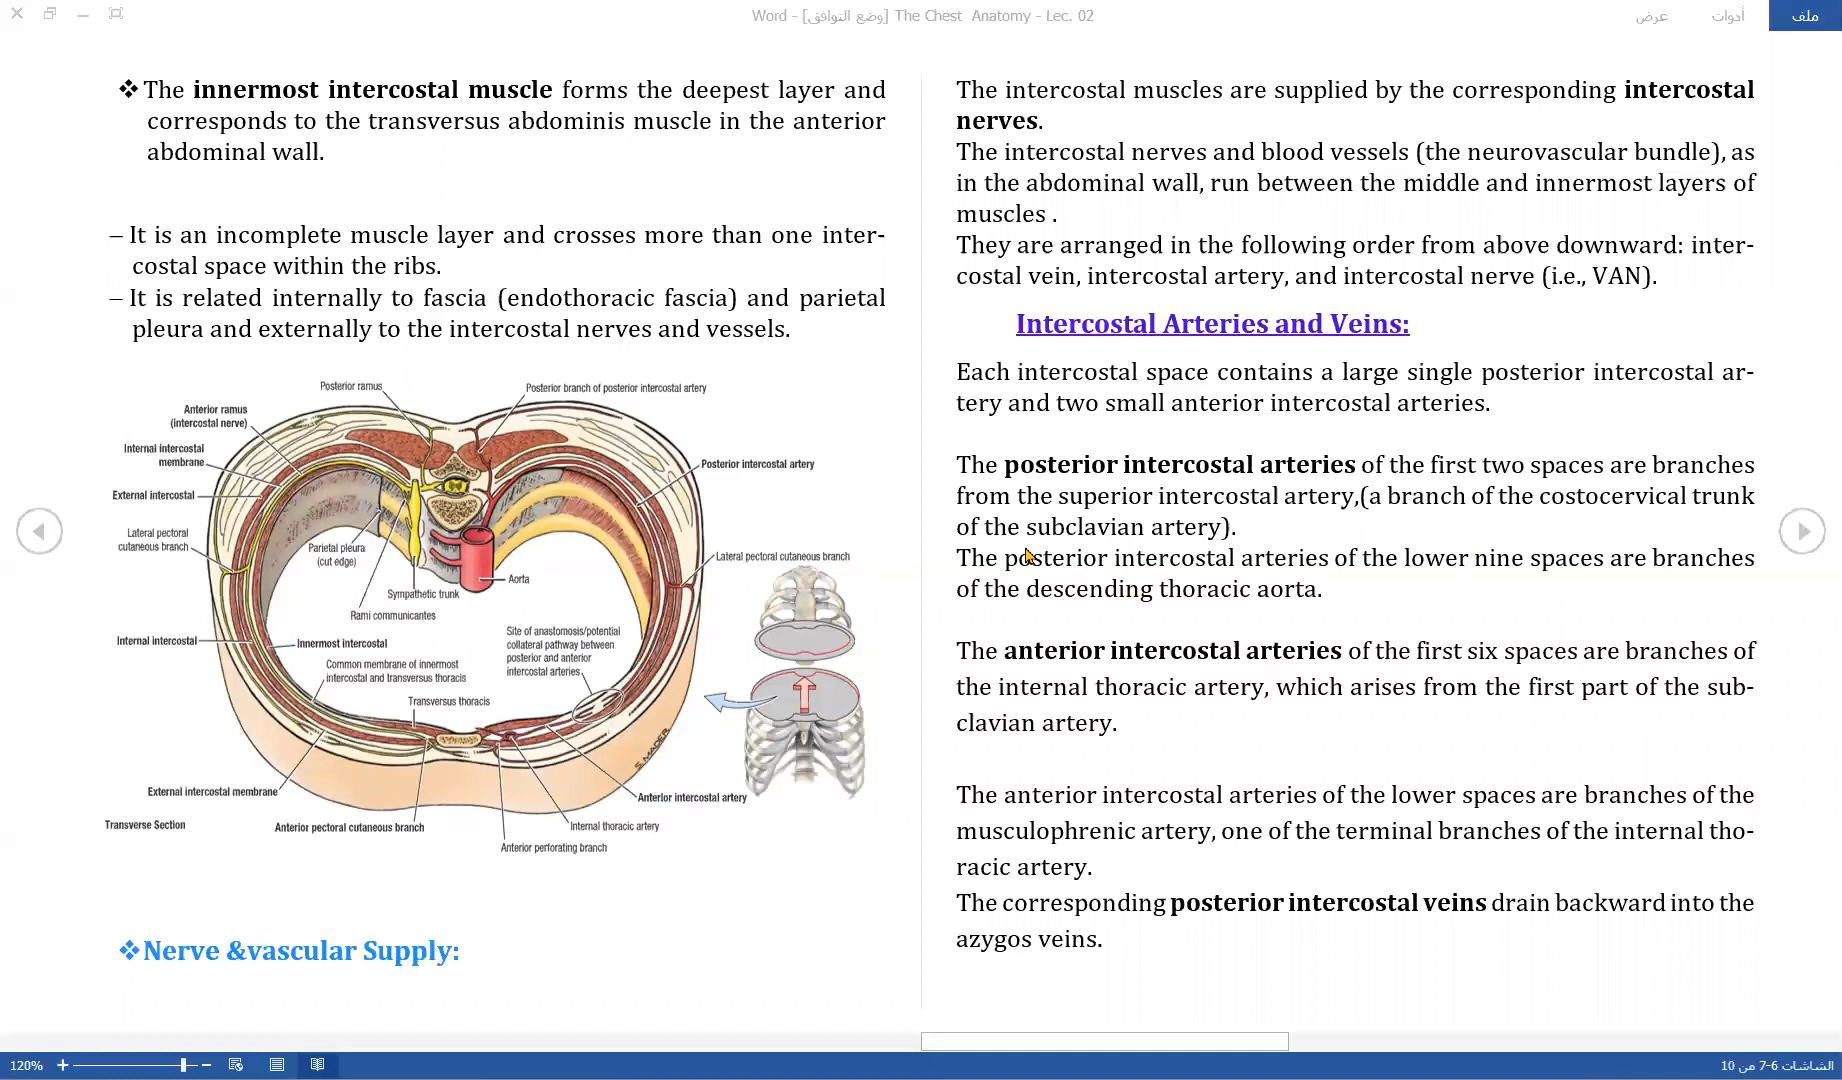 Word - [وضع التوافق] The Chest Anatomy - Lec. 02
عرض
أدوات
ملف
❖ The innermost intercostal muscle forms the deepest layer and
corresponds to the transversus abdominis muscle in the anterior
abdominal wall.
– It is an incomplete muscle layer and crosses more than one inter-
costal space within the ribs.
– It is related internally to fascia (endothoracic fascia) and parietal
pleura and externally to the intercostal nerves and vessels.
Posterior ramus
Posterior branch of posterior intercostal artery
Anterior ramus
(intercostal nerve)
Internal intercostal
membrane
Posterior intercostal artery
External intercostal
Lateral pectoral
cutaneous branch
Parietal pleura
(cut edge)
Lateral pectoral cutaneous branch
Aorta
Sympathetic trunk
Rami communicantes
Internal intercostal
Innermost intercostal
Site of anastomosis/potential
collateral pathway between
posterior and anterior
intercostal arteries
Common membrane of innermost
intercostal and transversus thoracis
Transversus thoracis
S. MADER
External intercostal membrane
Anterior intercostal artery
Transverse Section
Anterior pectoral cutaneous branch
Internal thoracic artery
Anterior perforating branch
❖Nerve &vascular Supply:
The intercostal muscles are supplied by the corresponding intercostal
nerves.
The intercostal nerves and blood vessels (the neurovascular bundle), as
in the abdominal wall, run between the middle and innermost layers of
muscles .
They are arranged in the following order from above downward: inter-
costal vein, intercostal artery, and intercostal nerve (i.e., VAN).
Intercostal Arteries and Veins:
Each intercostal space contains a large single posterior intercostal ar-
tery and two small anterior intercostal arteries.
The posterior intercostal arteries of the first two spaces are branches
from the superior intercostal artery,(a branch of the costocervical trunk
of the subclavian artery).
The posterior intercostal arteries of the lower nine spaces are branches
of the descending thoracic aorta.
The anterior intercostal arteries of the first six spaces are branches of
the internal thoracic artery, which arises from the first part of the sub-
clavian artery.
The anterior intercostal arteries of the lower spaces are branches of the
musculophrenic artery, one of the terminal branches of the internal tho-
racic artery.
The corresponding posterior intercostal veins drain backward into the
azygos veins.
120%
الشاشات 6-7 من 10